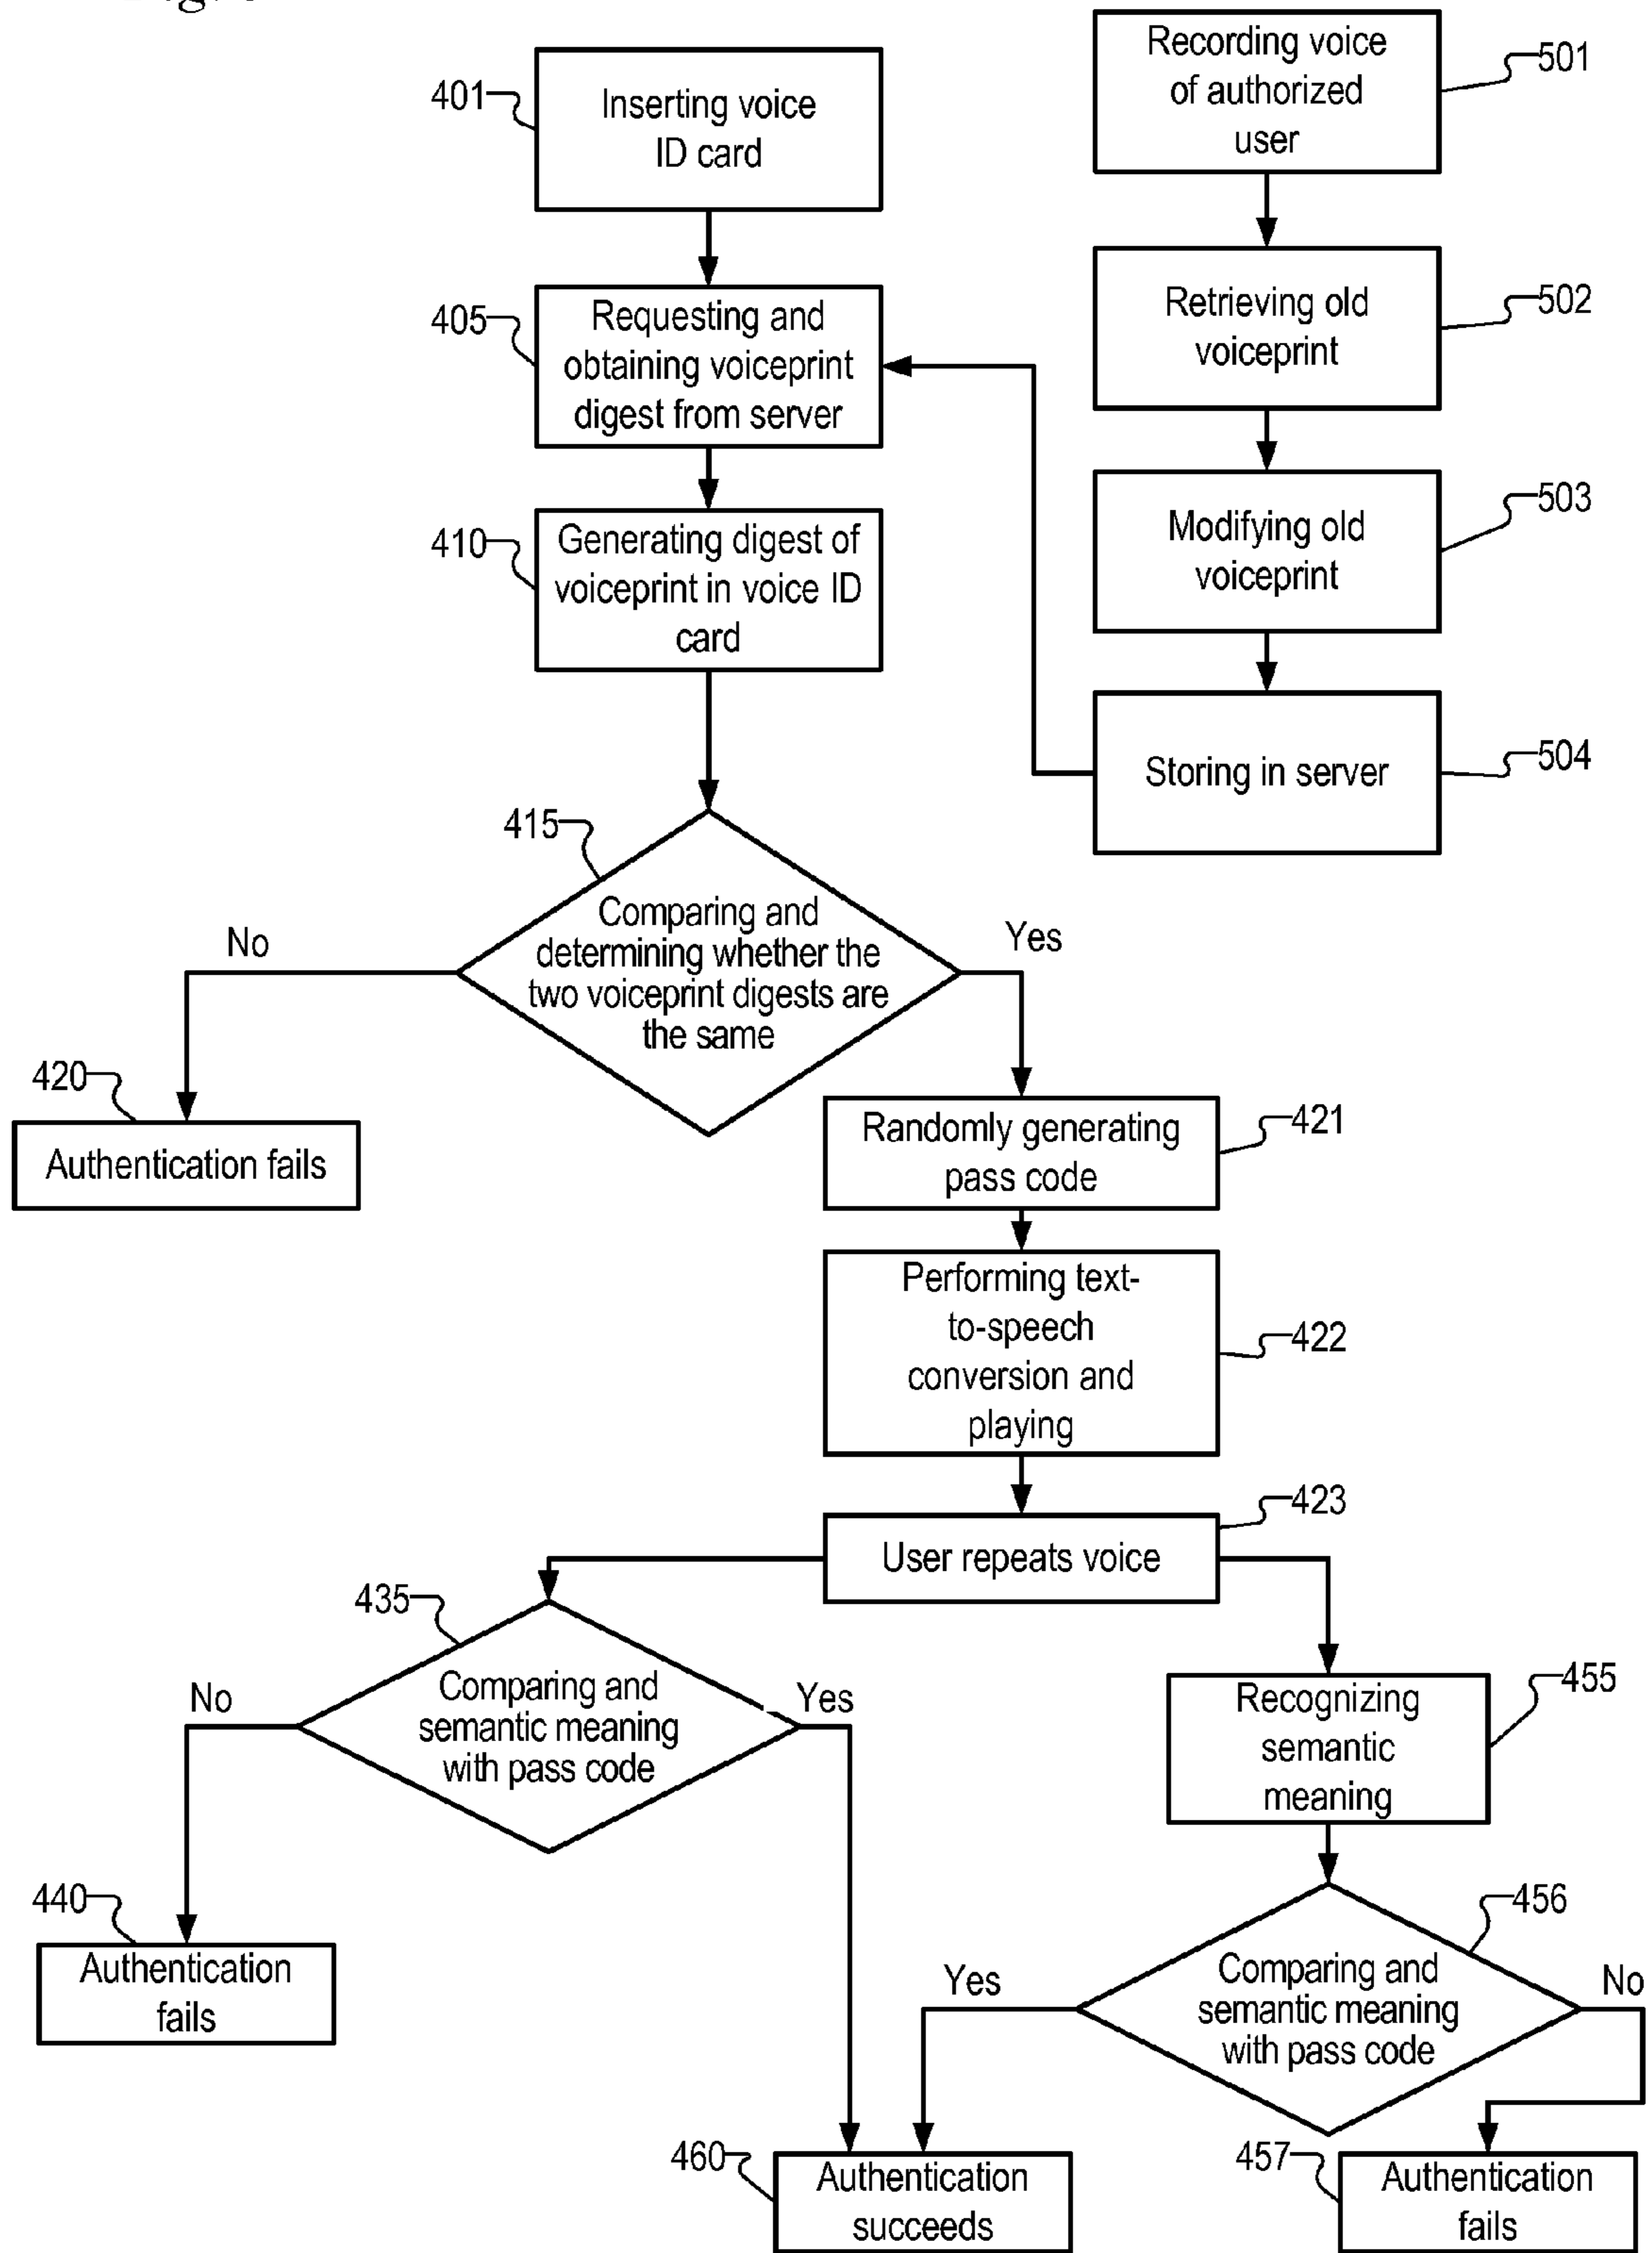 401
Inserting voice
ID card
Recording voice
of authorized
user
501
405
Requesting and
obtaining voiceprint
digest from server
Retrieving old
voiceprint
502
410
Generating digest of
voiceprint in voice ID
card
Modifying old
voiceprint
503
Storing in server
504
415
Comparing and
determining whether the
two voiceprint digests are
the same
No
Yes
420
Authentication fails
Randomly generating
pass code
421
Performing text-
to-speech
conversion and
playing
422
User repeats voice
423
435
Comparing and
semantic meaning
with pass code
No
Yes
Recognizing
semantic
meaning
455
440
Authentication
fails
456
Comparing and
semantic meaning
with pass code
Yes
No
460
Authentication
succeeds
457
Authentication
fails